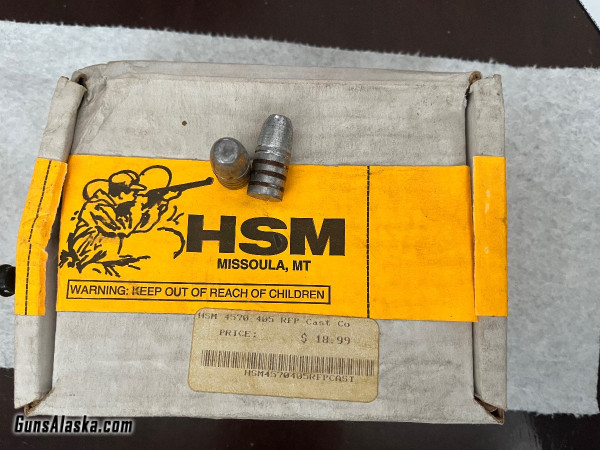 HSM
MISSOULA, MT
WARNING: KEEP OUT OF REACH OF CHILDREN
HSM 4570 405 RFP Cast Co
PRICE: $ 18.99
HSM4570405RFPCAST
GunsAlaska.com